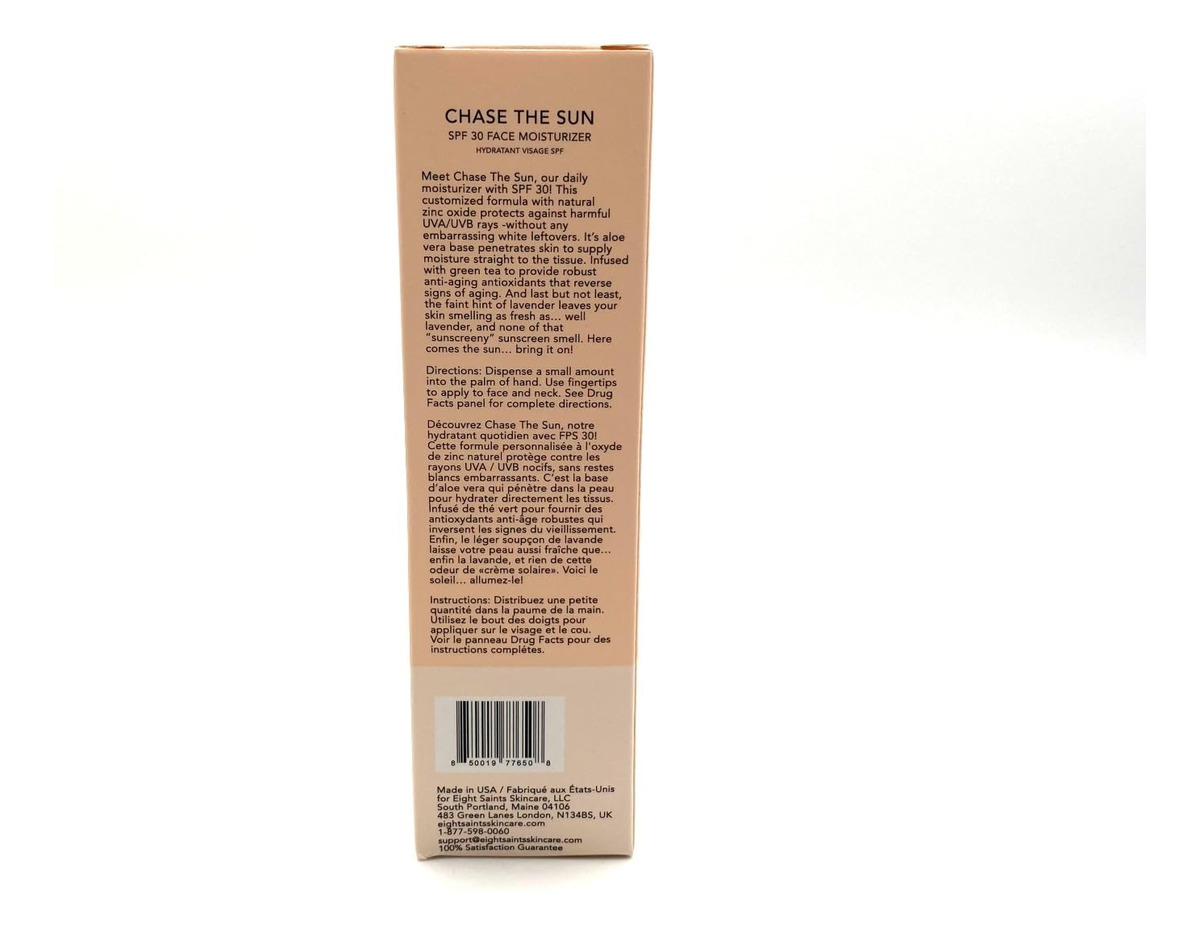 CHASE THE SUN
SPF 30 FACE MOISTURIZER
HYDRATANT VISAGE SPF
Meet Chase The Sun, our daily
moisturizer with SPF 30! This
customized formula with natural
zinc oxide protects against harmful
UVA/UVB rays -without any
embarrassing white leftovers. It's aloe
vera base penetrates skin to supply
moisture straight to the tissue. Infused
with green tea to provide robust
anti-aging antioxidants that reverse
signs of aging. And last but not least,
the faint hint of lavender leaves your
skin smelling as fresh as... well
lavender, and none of that
"sunscreeny" sunscreen smell. Here
comes the sun... bring it on!
Directions: Dispense a small amount
into the palm of hand. Use fingertips
to apply to face and neck. See Drug
Facts panel for complete directions.
Découvrez Chase The Sun, notre
hydratant quotidien avec FPS 30!
Cette formule personnalisée à l'oxyde
de zinc naturel protège contre les
rayons UVA / UVB nocifs, sans restes
blancs embarrassants. C'est la base
d'aloe vera qui pénètre dans la peau
pour hydrater directement les tissus.
Infusé de thé vert pour fournir des
antioxydants anti-âge robustes qui
inversent les signes du vieillissement.
Enfin, le léger soupçon de lavande
laisse votre peau aussi fraîche que...
enfin la lavande, et rien de cette
odeur de «crème solaire». Voici le
soleil... allumez-le!
Instructions: Distribuez une petite
quantité dans la paume de la main.
Utilisez le bout des doigts pour
appliquer sur le visage et le cou.
Voir le panneau Drug Facts pour des
instructions complétes.
8 50019 77650 8
Made in USA / Fabriqué aux États-Unis
for Eight Saints Skincare, LLC
South Portland, Maine 04106
483 Green Lanes London, N134BS, UK
eightsaintsskincare.com
1-877-598-0060
support@eightsaintsskincare.com
100% Satisfaction Guarantee